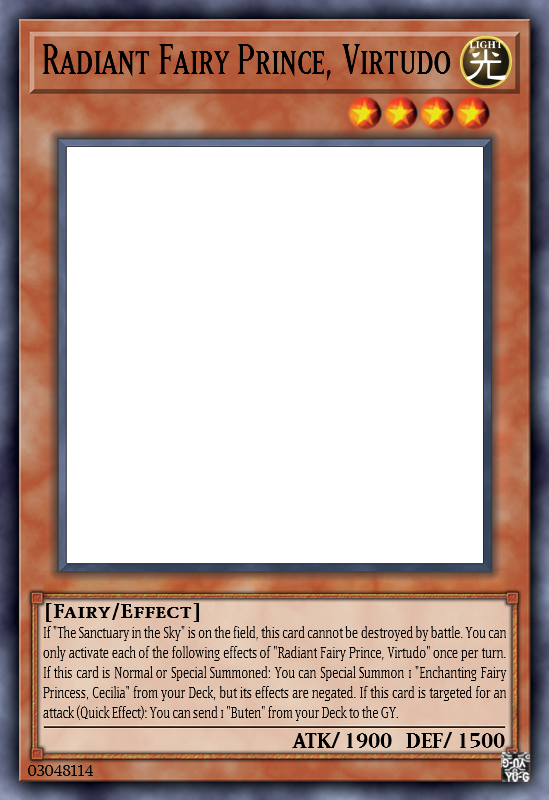 Radiant Fairy Prince, Virtudo
LIGHT
光
[Fairy/Effect]
If "The Sanctuary in the Sky" is on the field, this card cannot be destroyed by battle. You can
only activate each of the following effects of "Radiant Fairy Prince, Virtudo" once per turn.
If this card is Normal or Special Summoned: You can Special Summon 1 "Enchanting Fairy
Princess, Cecilia" from your Deck, but its effects are negated. If this card is targeted for an
attack (Quick Effect): You can send 1 "Buten" from your Deck to the GY.
ATK/ 1900 DEF/ 1500
03048114